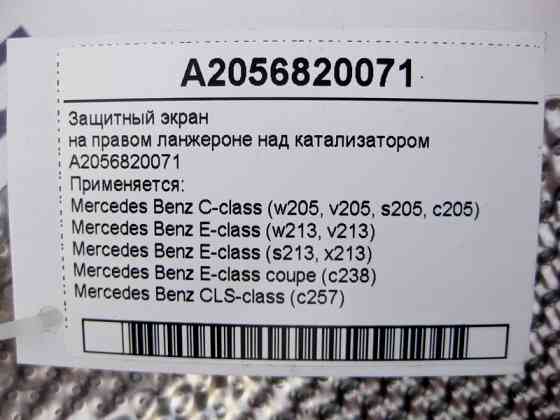 A2056820071
Защитный экран
на правом ланжероне над катализатором
A2056820071
Применяется:
Mercedes Benz C-class (w205, v205, s205, c205)
Mercedes Benz E-class (w213, v213)
Mercedes Benz E-class (s213, x213)
Mercedes Benz E-class coupe (c238)
Mercedes Benz CLS-class (c257)